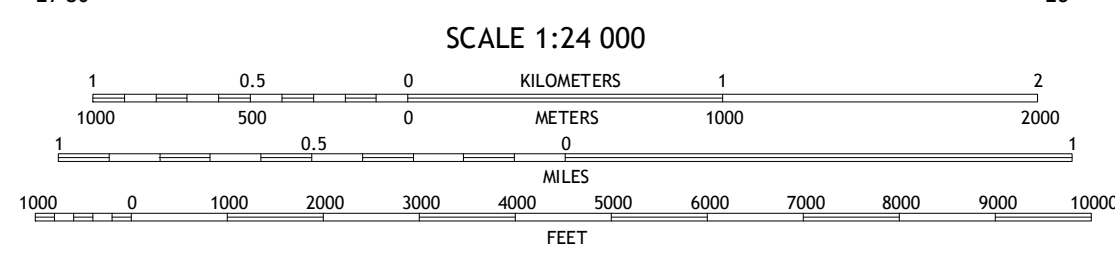 SCALE 1:24 000
1 0.5 0 KILOMETERS 1 2
1000 500 0 METERS 1000 2000
1 0.5 0 1
MILES
1000 0 1000 2000 3000 4000 5000 6000 7000 8000 9000 10000
FEET